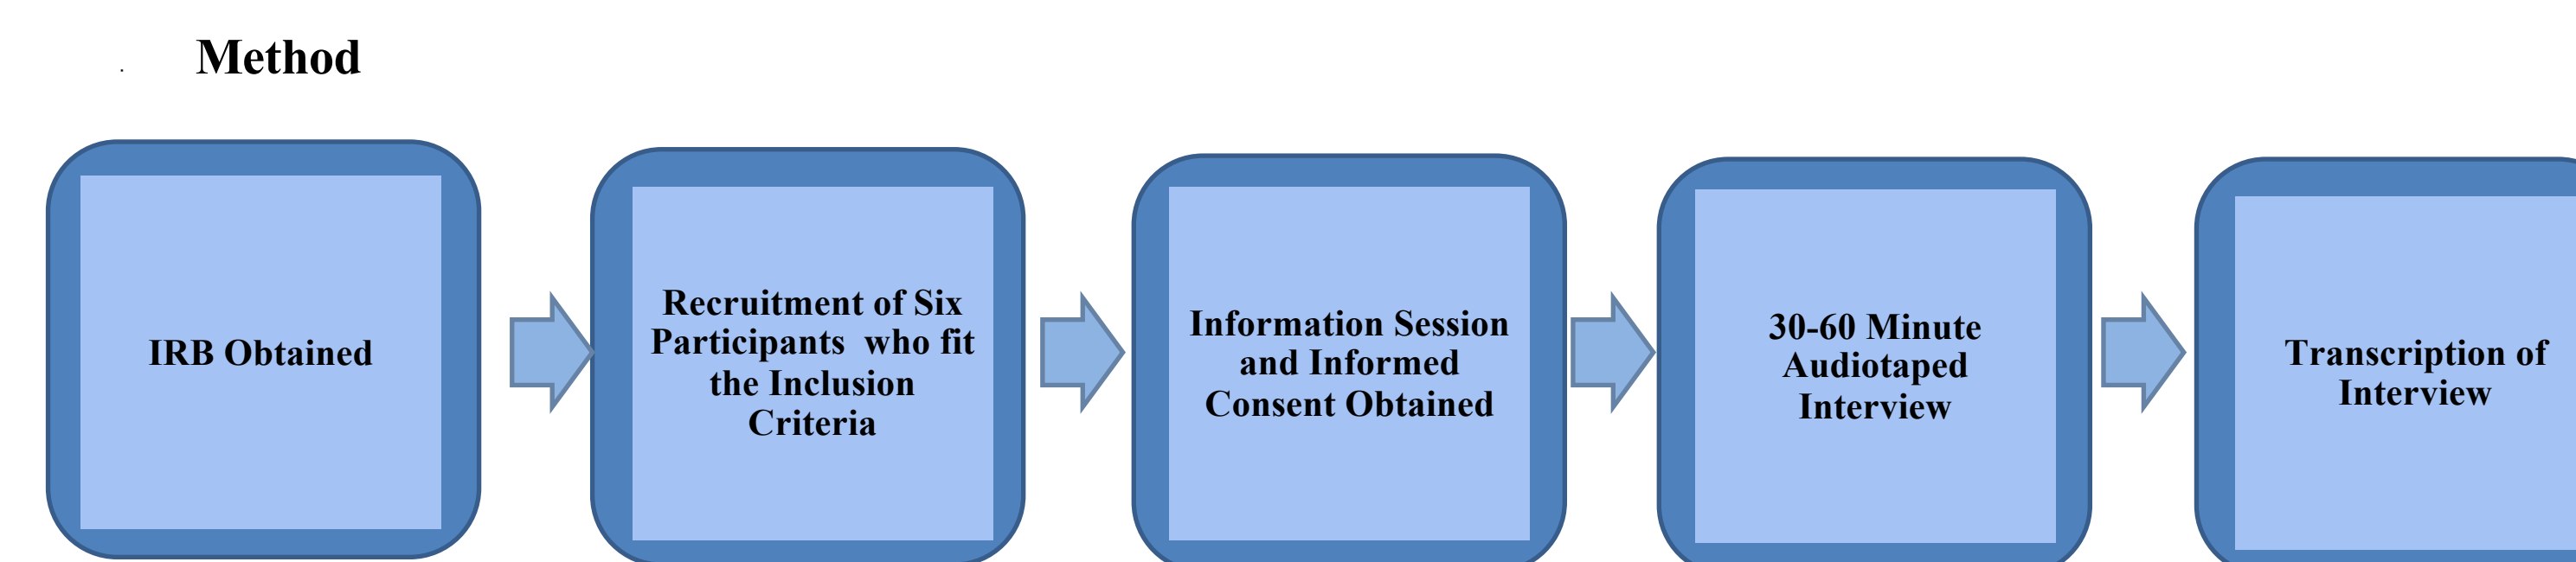 Method
IRB Obtained
Recruitment of Six
Participants  who fit
the Inclusion
Criteria
Information Session
and Informed
Consent Obtained
30-60 Minute
Audiotaped
Interview
Transcription of
Interview